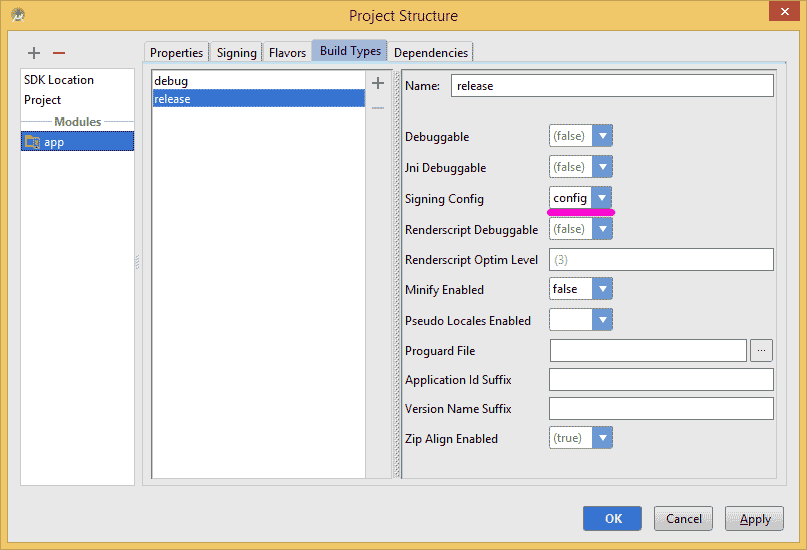 Project Structure
Properties Signing Flavors Build Types Dependencies
SDK Location
Project
Modules
app
debug
release
Name: release
Debuggable (false)
Jni Debuggable (false)
Signing Config config
Renderscript Debuggable (false)
Renderscript Optim Level (3)
Minify Enabled false
Pseudo Locales Enabled
Proguard File ...
Application Id Suffix
Version Name Suffix
Zip Align Enabled (true)
OK Cancel Apply